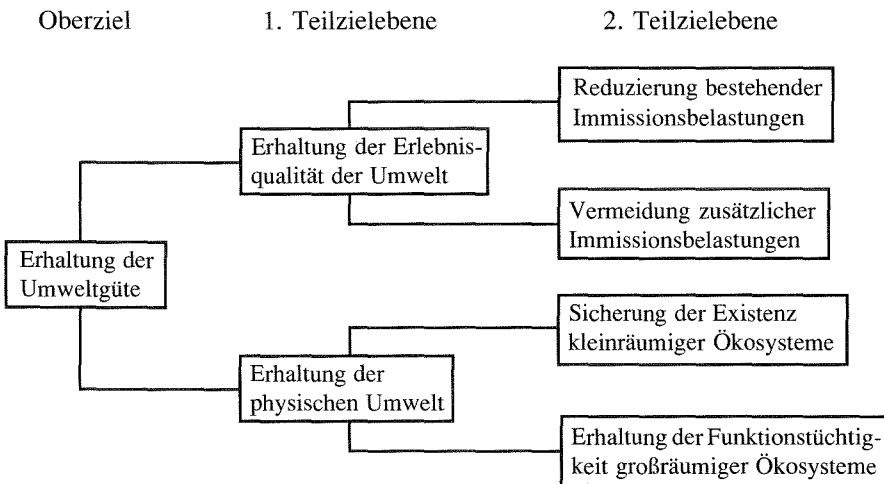 Oberziel
1. Teilzielebene
2. Teilzielebene
Reduzierung bestehender
Immissionsbelastungen
Erhaltung der Erlebnis-
qualität der Umwelt
Vermeidung zusätzlicher
Immissionsbelastungen
Erhaltung der
Umweltgüte
Sicherung der Existenz
kleinräumiger Ökosysteme
Erhaltung der
physischen Umwelt
Erhaltung der Funktionstüchtig-
keit großräumiger Ökosysteme